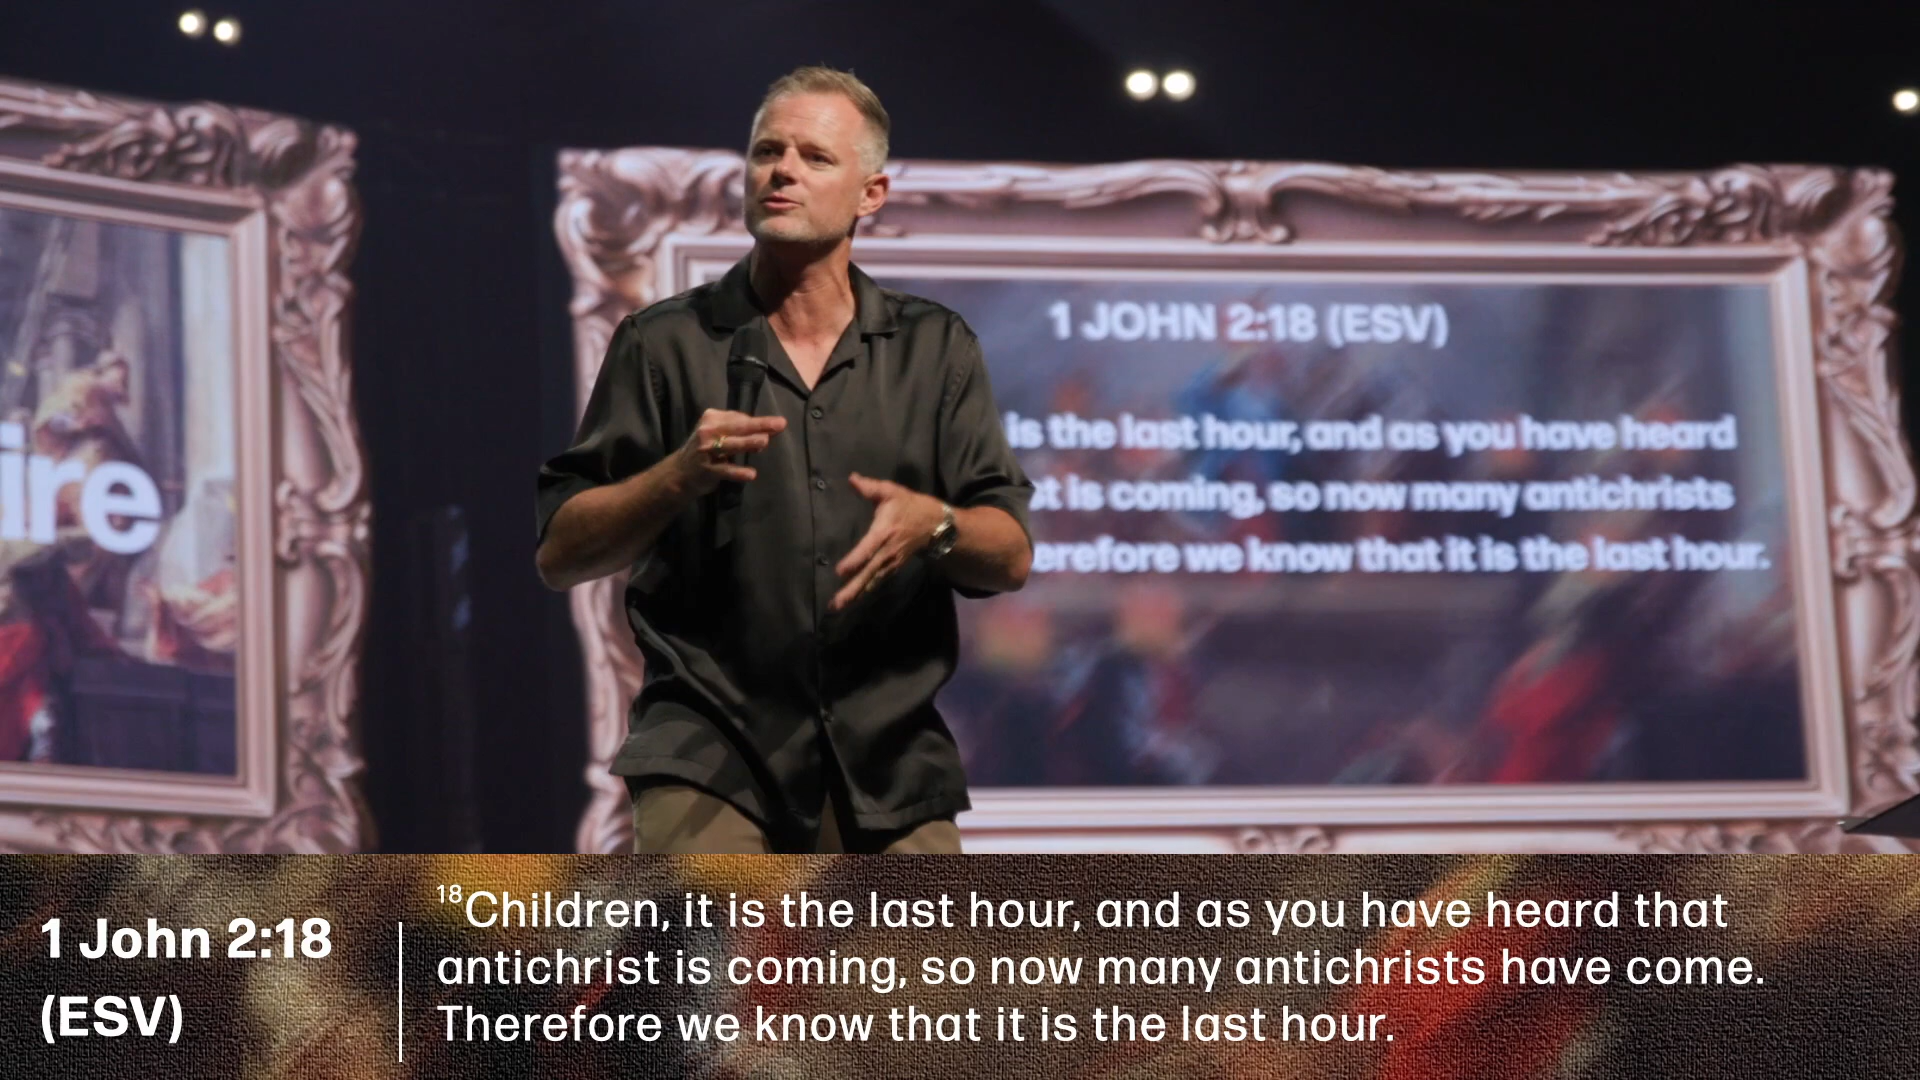 1 JOHN 2:18 (ESV)
is the last hour, and as you have heard
st is coming, so now many antichrists
erefore we know that it is the last hour.
ire
1 John 2:18
(ESV)
18Children, it is the last hour, and as you have heard that
antichrist is coming, so now many antichrists have come.
Therefore we know that it is the last hour.